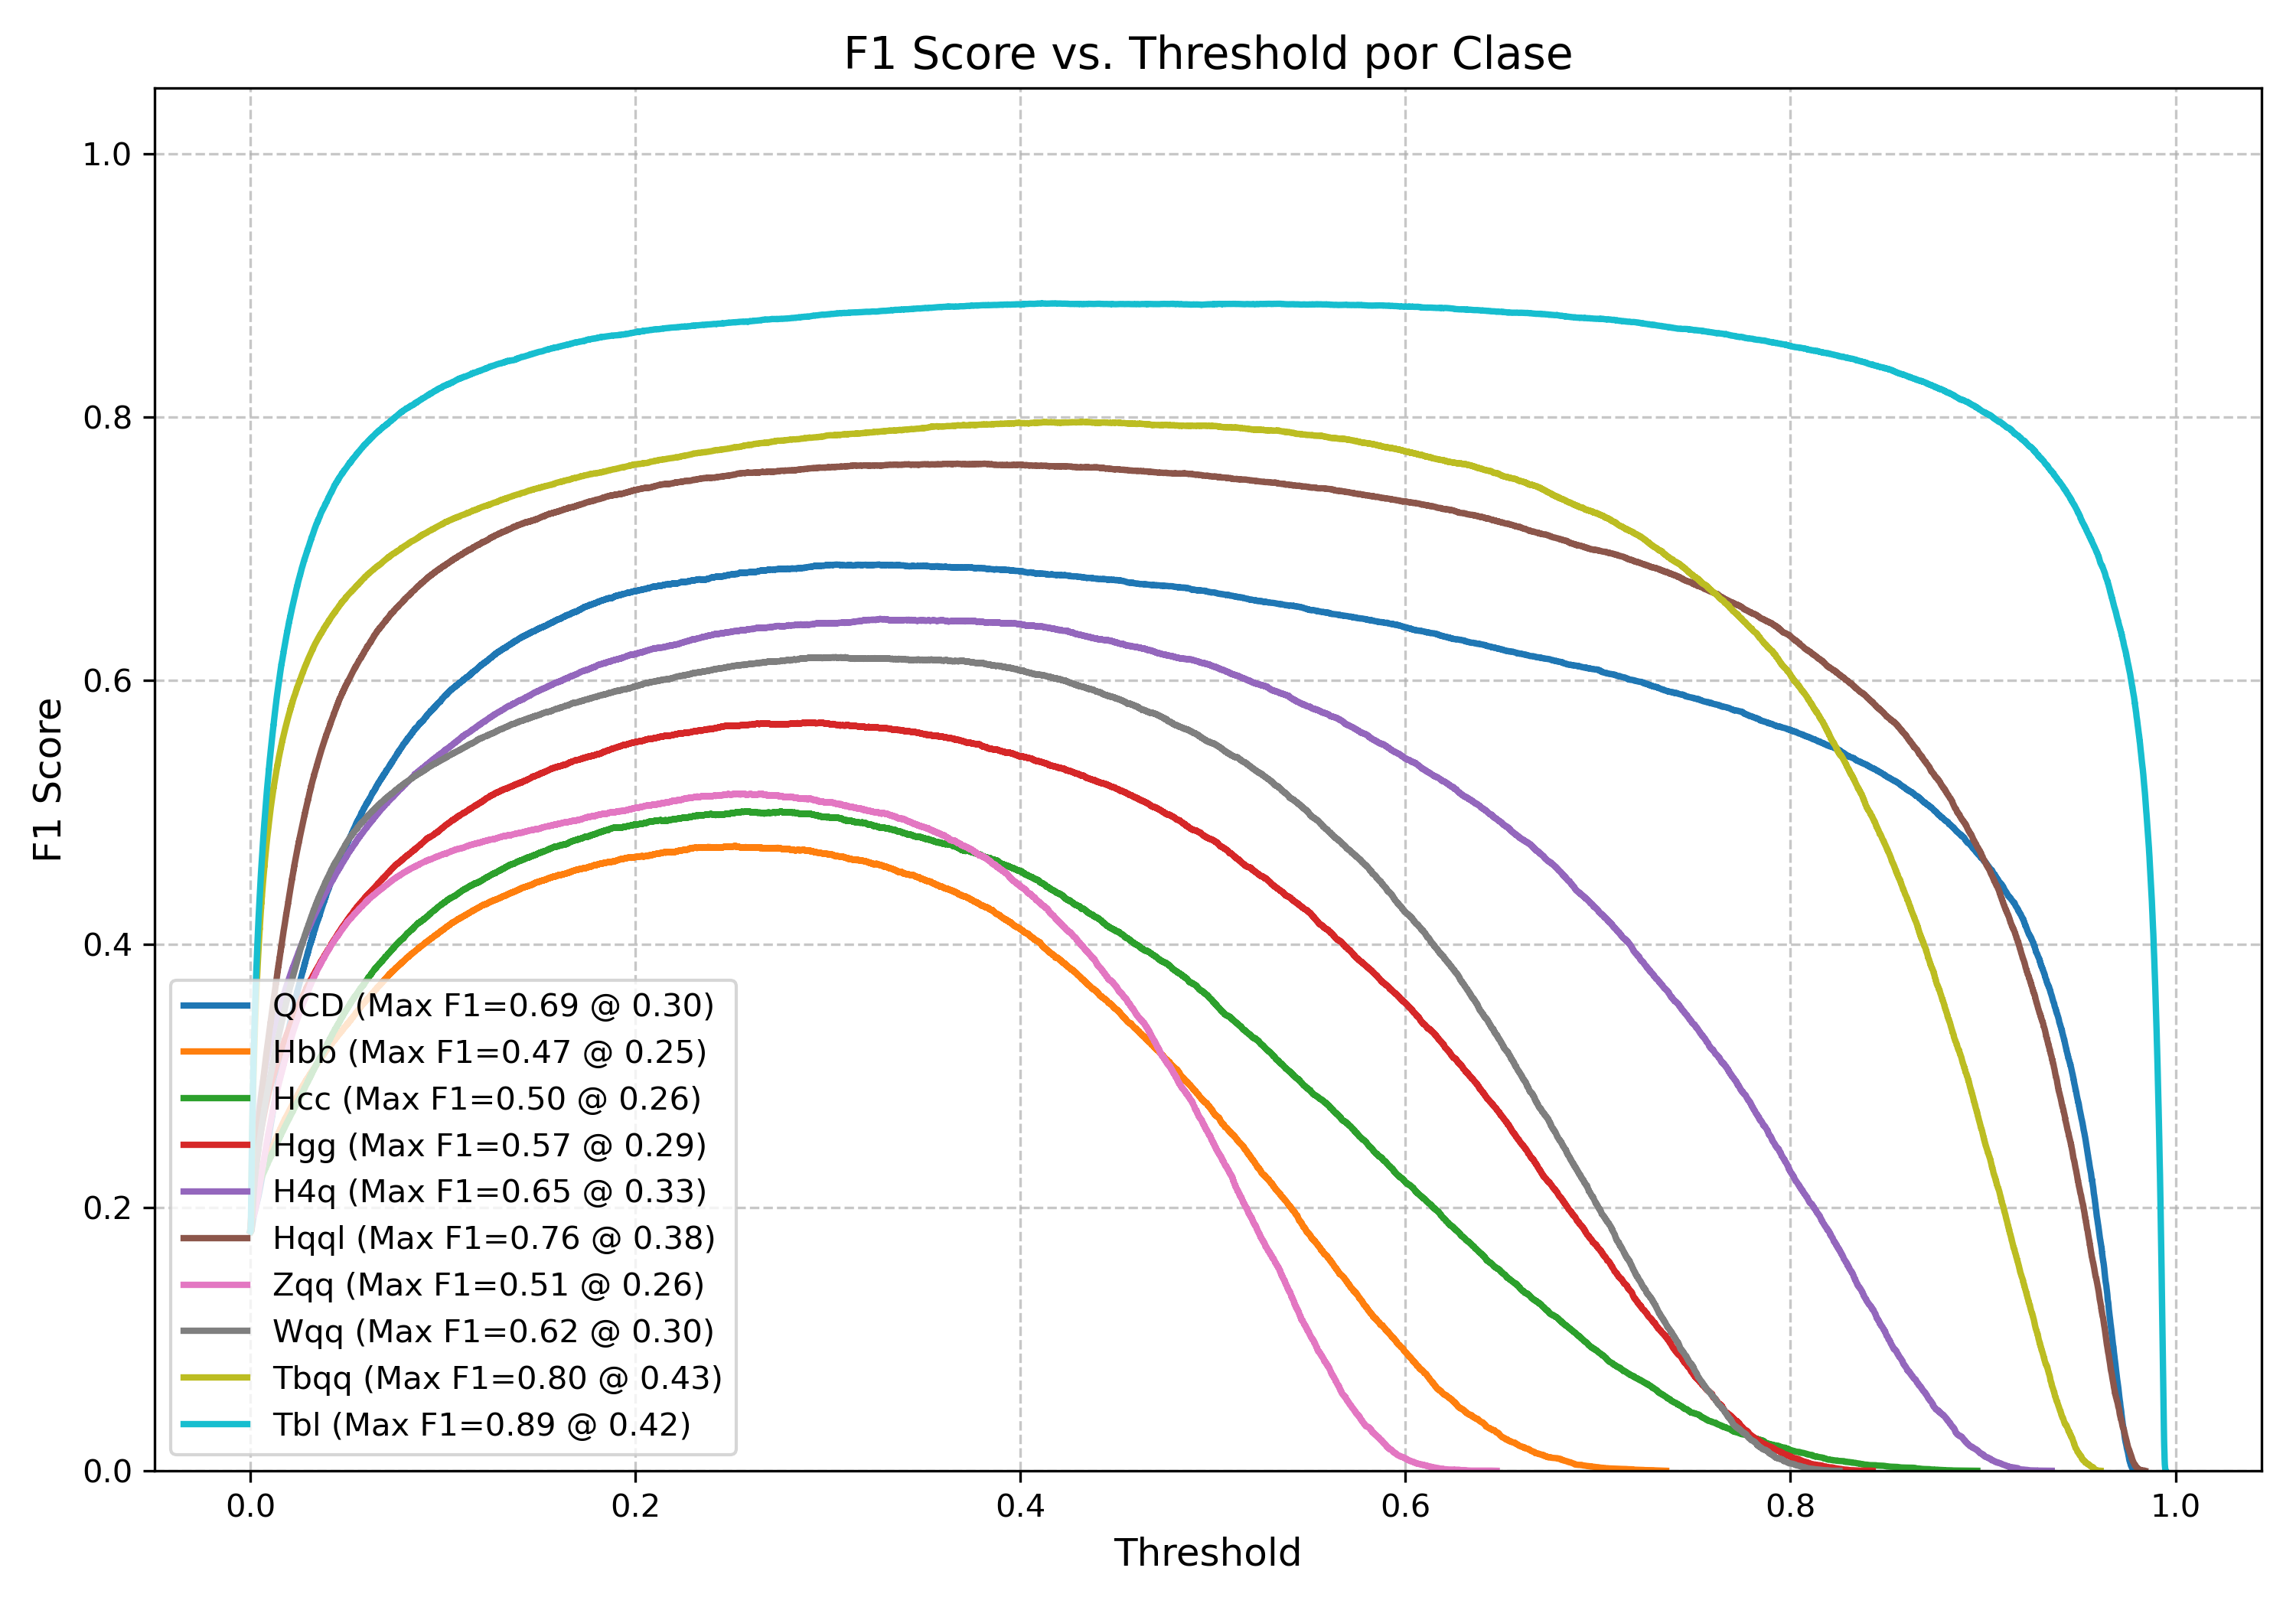 F1 Score vs. Threshold por Clase
1.0
0.8
0.6
0.4
0.2
0.0
F1 Score
QCD (Max F1=0.69 @ 0.30)
Hbb (Max F1=0.47 @ 0.25)
Hcc (Max F1=0.50 @ 0.26)
Hgg (Max F1=0.57 @ 0.29)
H4q (Max F1=0.65 @ 0.33)
Hqql (Max F1=0.76 @ 0.38)
Zqq (Max F1=0.51 @ 0.26)
Wqq (Max F1=0.62 @ 0.30)
Tbqq (Max F1=0.80 @ 0.43)
Tbl (Max F1=0.89 @ 0.42)
0.0 0.2 0.4 0.6 0.8 1.0
Threshold